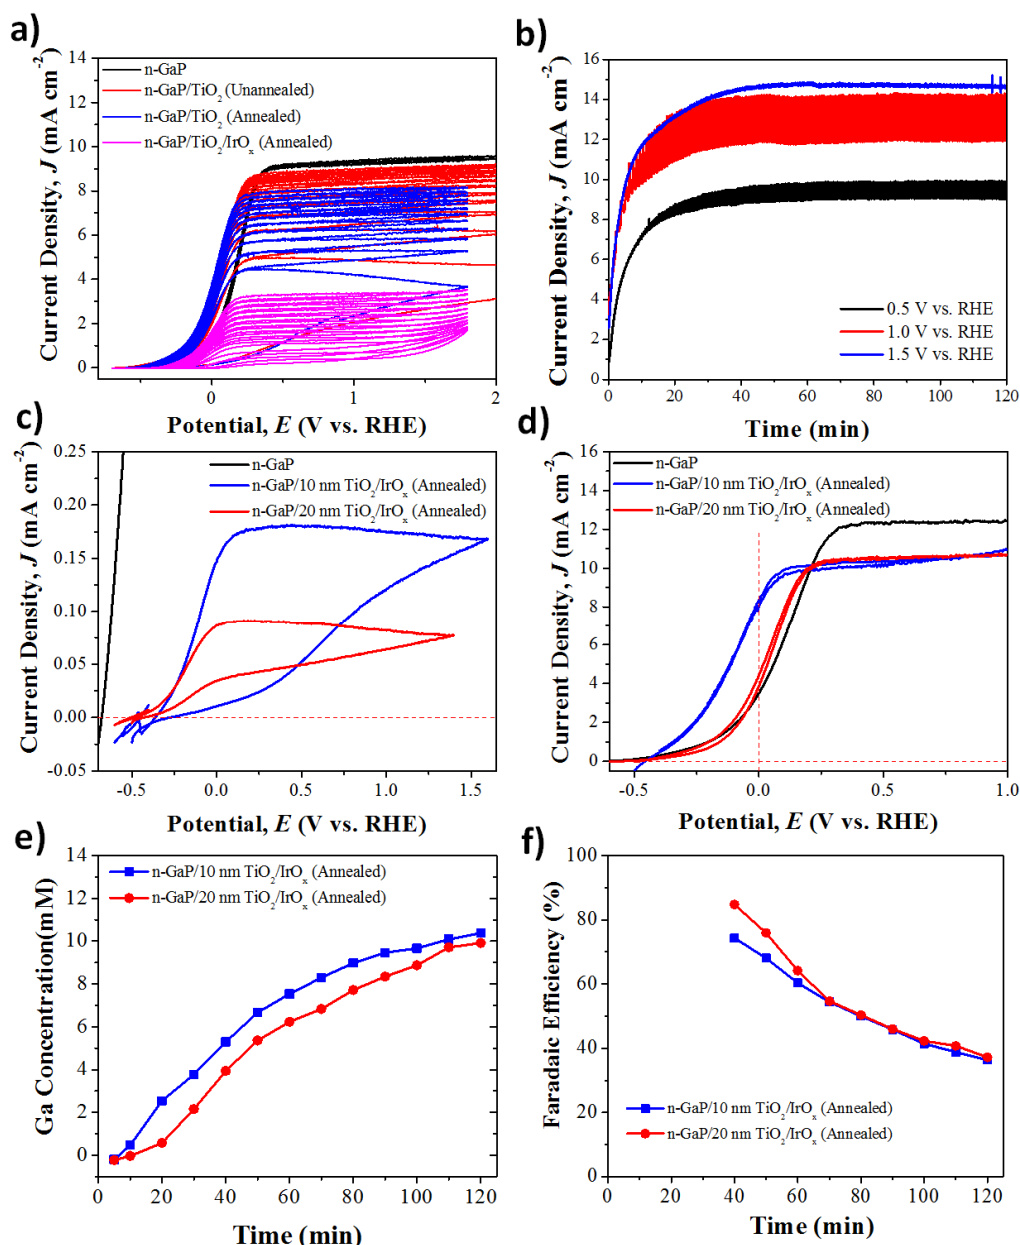 a)
14
12
10
8
6
4
2
0
0
1
2
Current Density, J (mA cm⁻²)
Potential, E (V vs. RHE)
n-GaP
n-GaP/TiO₂ (Unannealed)
n-GaP/TiO₂ (Annealed)
n-GaP/TiO₂/IrOₓ (Annealed)
b)
16
14
12
10
8
6
4
2
0
0
20
40
60
80
100
120
Current Density, J (mA cm⁻²)
Time (min)
0.5 V vs. RHE
1.0 V vs. RHE
1.5 V vs. RHE
c)
0.25
0.20
0.15
0.10
0.05
0.00
-0.05
-0.5
0.0
0.5
1.0
1.5
Current Density, J (mA cm⁻²)
Potential, E (V vs. RHE)
n-GaP
n-GaP/10 nm TiO₂/IrOₓ (Annealed)
n-GaP/20 nm TiO₂/IrOₓ (Annealed)
d)
16
14
12
10
8
6
4
2
0
-0.5
0.0
0.5
1.0
Current Density, J (mA cm⁻²)
Potential, E (V vs. RHE)
n-GaP
n-GaP/10 nm TiO₂/IrOₓ (Annealed)
n-GaP/20 nm TiO₂/IrOₓ (Annealed)
e)
14
12
10
8
6
4
2
0
0
20
40
60
80
100
120
Ga Concentration(mM)
Time (min)
n-GaP/10 nm TiO₂/IrOₓ (Annealed)
n-GaP/20 nm TiO₂/IrOₓ (Annealed)
f)
100
80
60
40
20
0
0
20
40
60
80
100
120
Faradaic Efficiency (%)
Time (min)
n-GaP/10 nm TiO₂/IrOₓ (Annealed)
n-GaP/20 nm TiO₂/IrOₓ (Annealed)